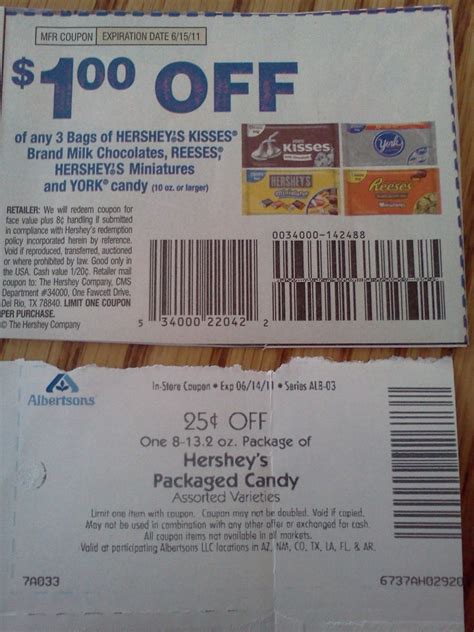 MFR COUPON EXPIRATION DATE 6/15/11
$1.00 OFF
of any 3 Bags of HERSHEY'S KISSES®
Brand Milk Chocolates, REESES,
HERSHEY'S Miniatures
and YORK® candy (10 oz. or larger)
KISSES
York
HERSHEY'S
Miniatures
Reeses
Miniatures
RETAILER: We will redeem coupon for
face value plus 8¢ handling if submitted
in compliance with Hershey's redemption
policy incorporated herein by reference.
Void if reproduced, transferred, auctioned
or where prohibited by law. Good only in
the USA. Cash value 1/20¢. Retailer mail
coupon to: The Hershey Company, CMS
Department #34000, One Fawcett Drive,
Del Rio, TX 78840. LIMIT ONE COUPON
PER PURCHASE.
© The Hershey Company
5 34000 22042 2
0034000-142488
Albertsons
In-Store Coupon • Exp 06/14/11 • Series ALB-03
25¢ OFF
One 8-13.2 oz. Package of
Hershey's
Packaged Candy
Assorted Varieties
Limit one item with coupon. Coupon may not be doubled. Void if copied.
May not be used in combination with any other offer or exchanged for cash.
All coupon items not available in all markets.
Valid at participating Albertsons LLC locations in AZ, NM, CO, TX, LA, FL, & AR.
7A033
6737AH02920